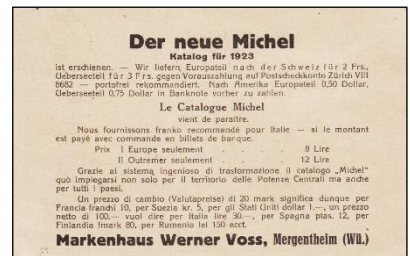 Der neue Michel
Katalog für 1923
ist erschienen. — Wir liefern Europateil nach der Schweiz für 2 Frs.,
Ueberseeteil für 3 Frs. gegen Vorauszahlung auf Postscheckkonto Zürich VIII
8682 — portofrei rekommandiert. Nach Amerika Europateil 0,50 Dollar,
Ueberseeteil 0,75 Dollar in Banknote vorher zu zahlen.
Le Catalogue Michel
vient de paraître.
Nous fournissons franko recommandé pour Italie — si le montant
est payé avec commande en billets de banque.
Prix I Europe seulement . . . . 8 Lire
II Outremer seulement . . . . 12 Lire
Grazie al sistema ingenioso di trasformazione il catalogo „Michel"
può impiegarsi non solo per il territorio delle Potenze Centrali ma anche
per tutti i paesi.
Un prezzo di cambio (Valutapreise) di 20 mark significa dunque per
Francia franchi 10, per Suezia kr. 5, per gli Stati Uniti dollar 1.—, un prezzo
netto di 100.— vuol dire per Italia lire 30.—, per Spagna ptas. 12, per
Finlandia fmark 80, per Rumenia lei 150 ecct.
Markenhaus Werner Voss, Mergentheim (Wü.)